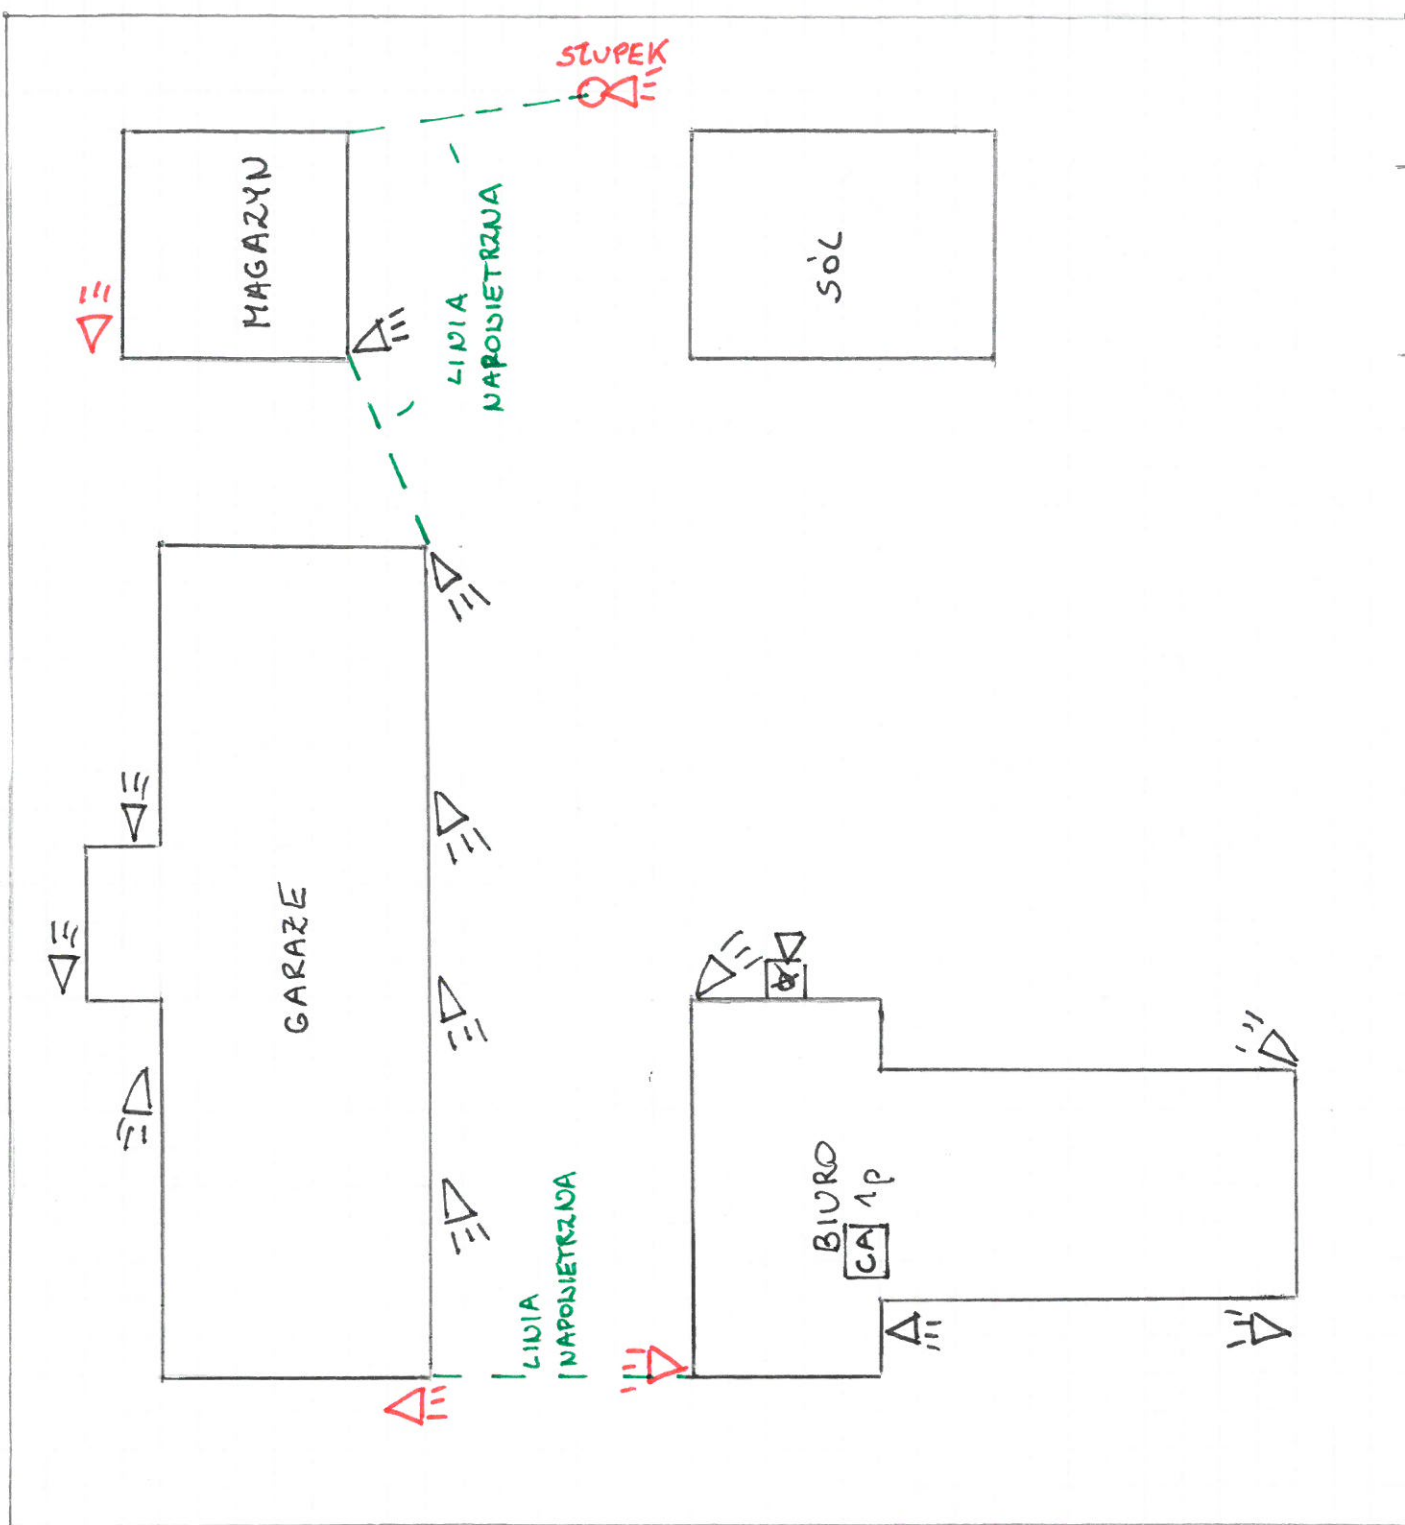 SŁUPEK
MAGAZYN
LINIA
NAPOWIETRZNA
SÓL
GARAŻE
LINIA
NAPOWIETRZNA
BIURO
CA 1p